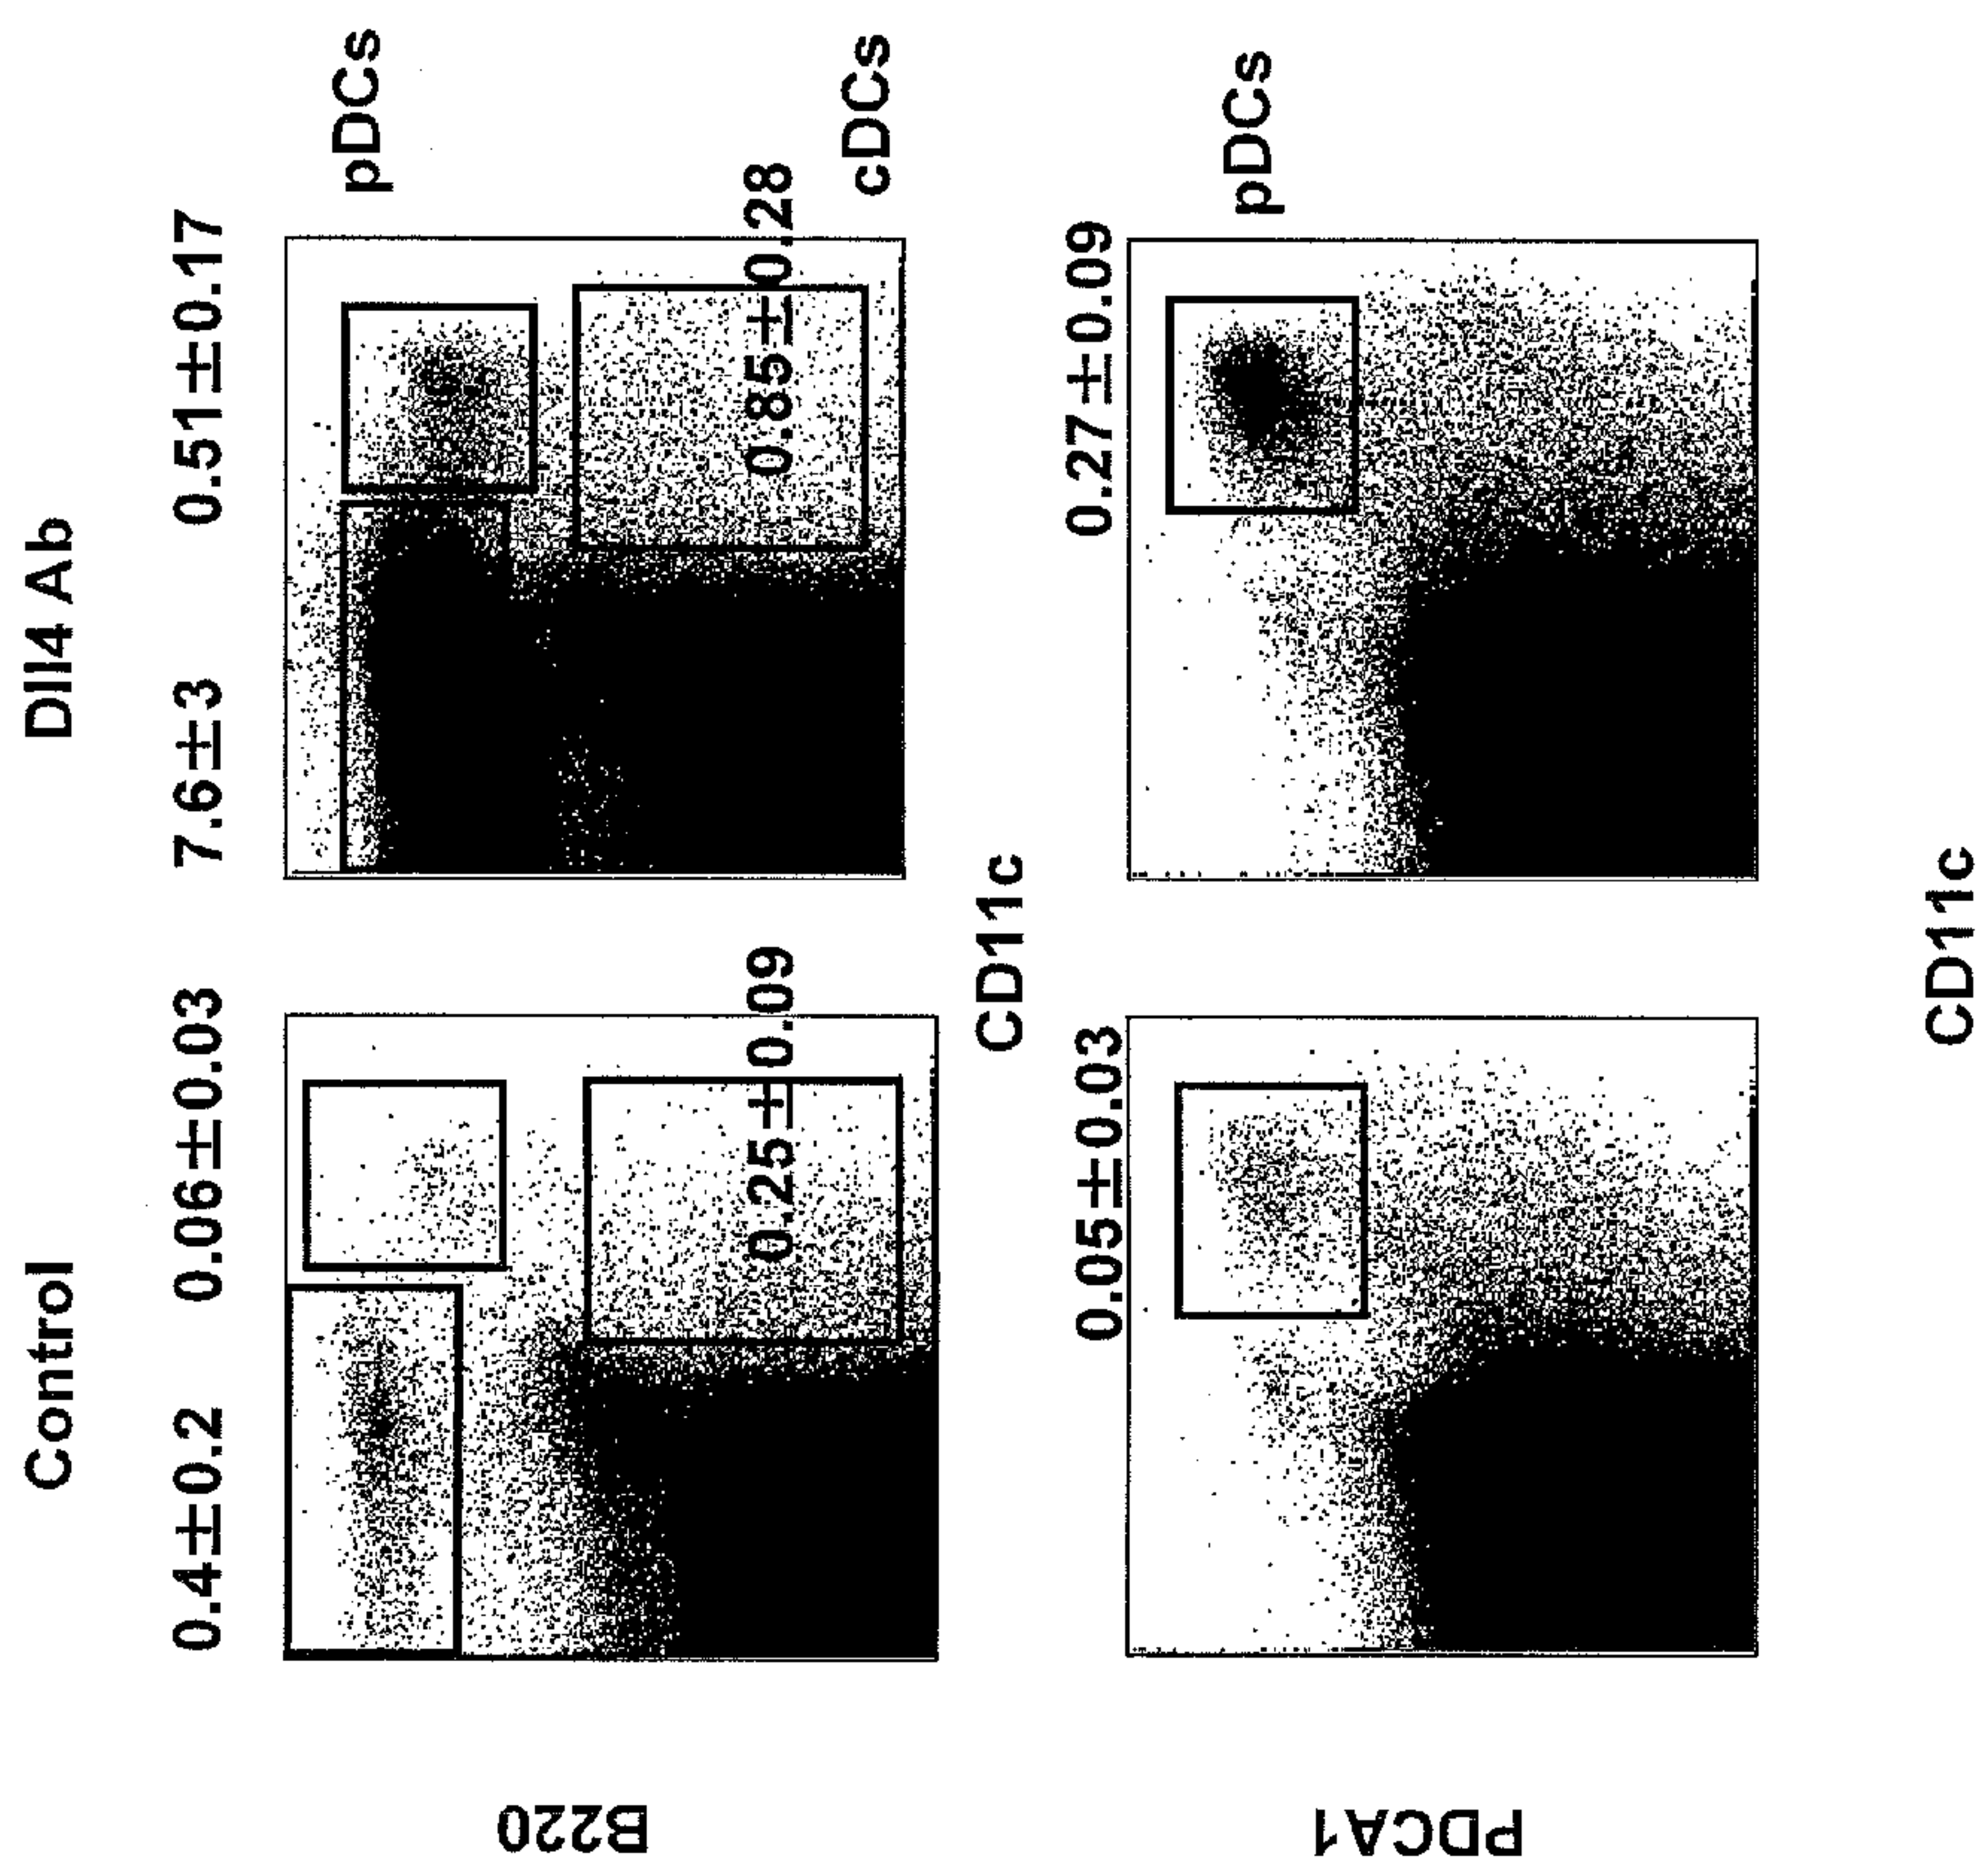 Control
Dll4 Ab
0.4±0.2
0.06±0.03
7.6±3
0.51±0.17
pDCs
B220
0.25±0.09
0.85±0.28
cDCs
CD11c
0.05±0.03
0.27±0.09
pDCs
PDCA1
CD11c